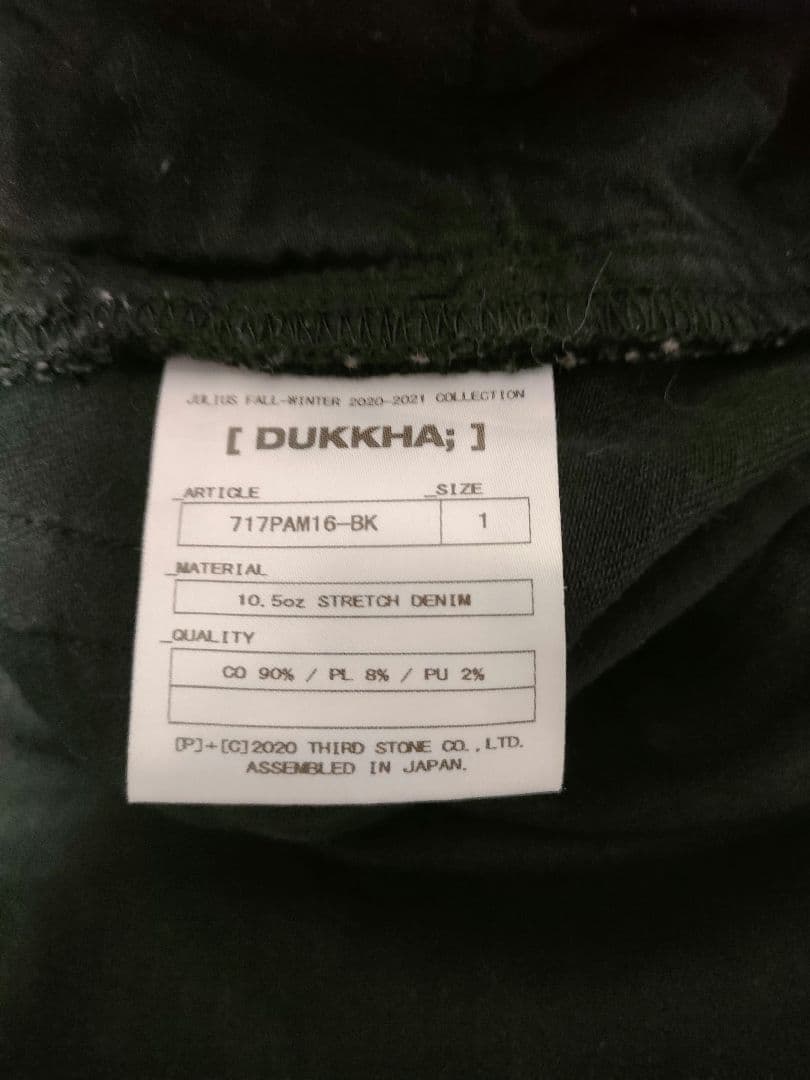 JULIUS FALL-WINTER 2020-2021 COLLECTION
[ DUKKHA; ]
_ARTICLE _SIZE
717PAM16-BK 1
_MATERIAL
10.5oz STRETCH DENIM
_QUALITY
CO 90% / PL 8% / PU 2%
[P]+[C]2020 THIRD STONE CO.,LTD.
ASSEMBLED IN JAPAN.